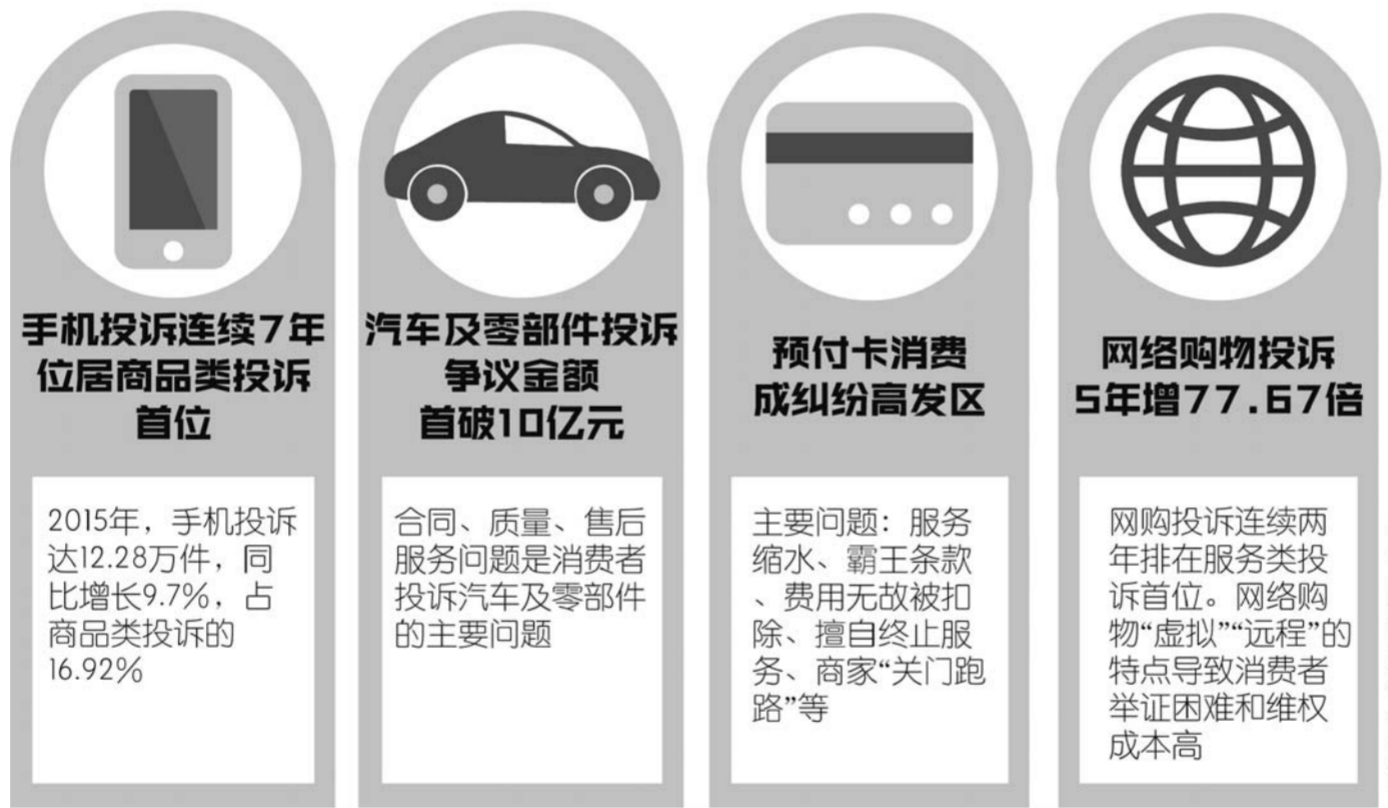 手机投诉连续7年
位居商品类投诉
首位
2015年，手机投诉
达12.28万件，同
比增长9.7%，占
商品类投诉的
16.92%
汽车及零部件投诉
争议金额
首破10亿元
合同、质量、售后
服务问题是消费者
投诉汽车及零部件
的主要问题
预付卡消费
成纠纷高发区
主要问题：服务
缩水、霸王条款
、费用无故被扣
除、擅自终止服
务、商家“关门跑
路”等
网络购物投诉
5年增77.67倍
网购投诉连续两
年排在服务类投
诉首位。网络购
物“虚拟”“远程”的
特点导致消费者
举证困难和维权
成本高